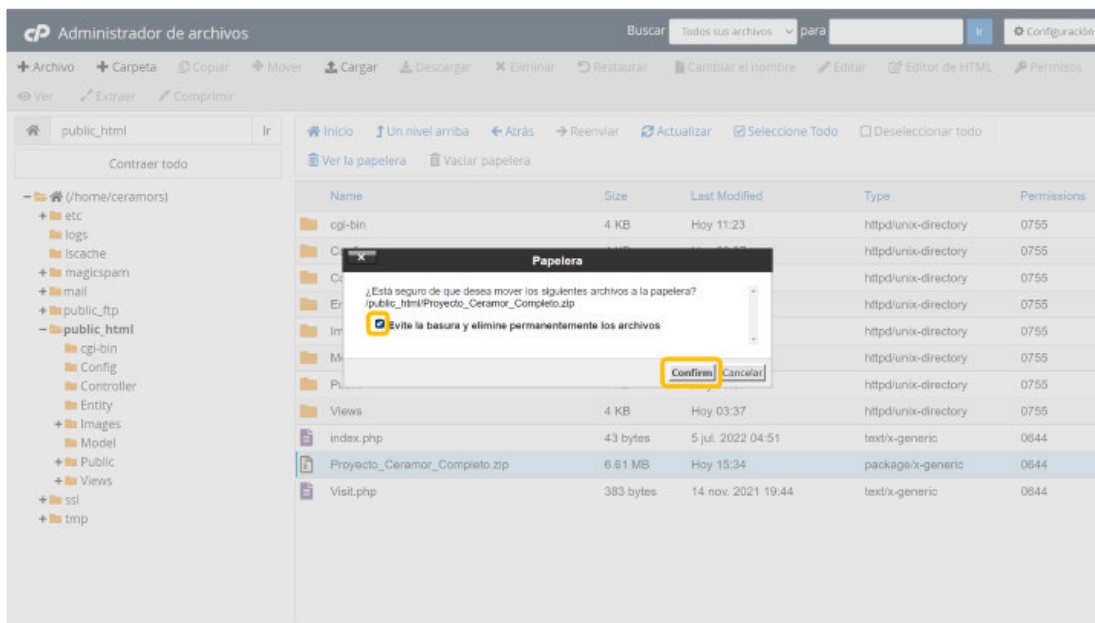 cP Administrador de archivos Buscar Todos sus archivos para Ir Configuración
Archivo Carpeta Copiar Mover Cargar Descargar Eliminar Restaurar Cambiar el nombre Editar Editor de HTML Permisos
Ver Extraer Comprimir
public_html Ir Inicio Un nivel arriba Atrás Reenviar Actualizar Seleccione Todo Deseleccionar todo
Contraer todo Ver la papelera Vaciar papelera
(/home/ceramors)
etc
logs
lscache
magicspam
mail
public_ftp
public_html
cgi-bin
Config
Controller
Entity
Images
Model
Public
Views
ssl
tmp
Name Size Last Modified Type Permissions
cgi-bin 4 KB Hoy 11:23 httpd/unix-directory 0755
httpd/unix-directory 0755
httpd/unix-directory 0755
httpd/unix-directory 0755
httpd/unix-directory 0755
httpd/unix-directory 0755
httpd/unix-directory 0755
Views 4 KB Hoy 03:37 httpd/unix-directory 0755
index.php 43 bytes 5 jul. 2022 04:51 text/x-generic 0644
Proyecto_Ceramor_Completo.zip 6.61 MB Hoy 15:34 package/x-generic 0644
Visit.php 383 bytes 14 nov. 2021 19:44 text/x-generic 0644
Papelera
¿Está seguro de que desea mover los siguientes archivos a la papelera?
/public_html/Proyecto_Ceramor_Completo.zip
Evite la basura y elimine permanentemente los archivos
Confirm Cancelar